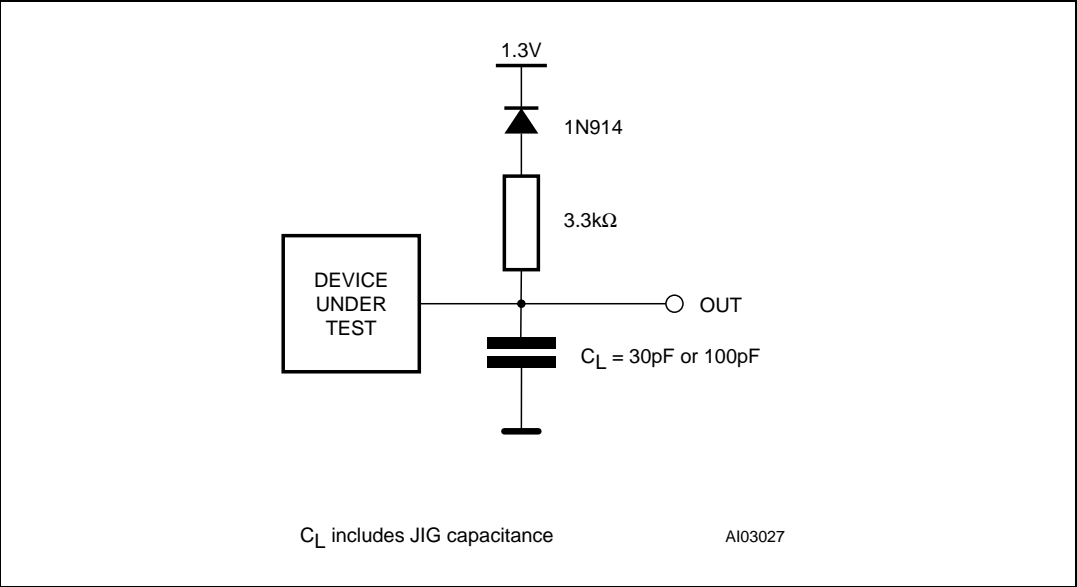 1.3V
1N914
3.3kΩ
DEVICE
UNDER
TEST
OUT
CL = 30pF or 100pF
CL includes JIG capacitance
AI03027